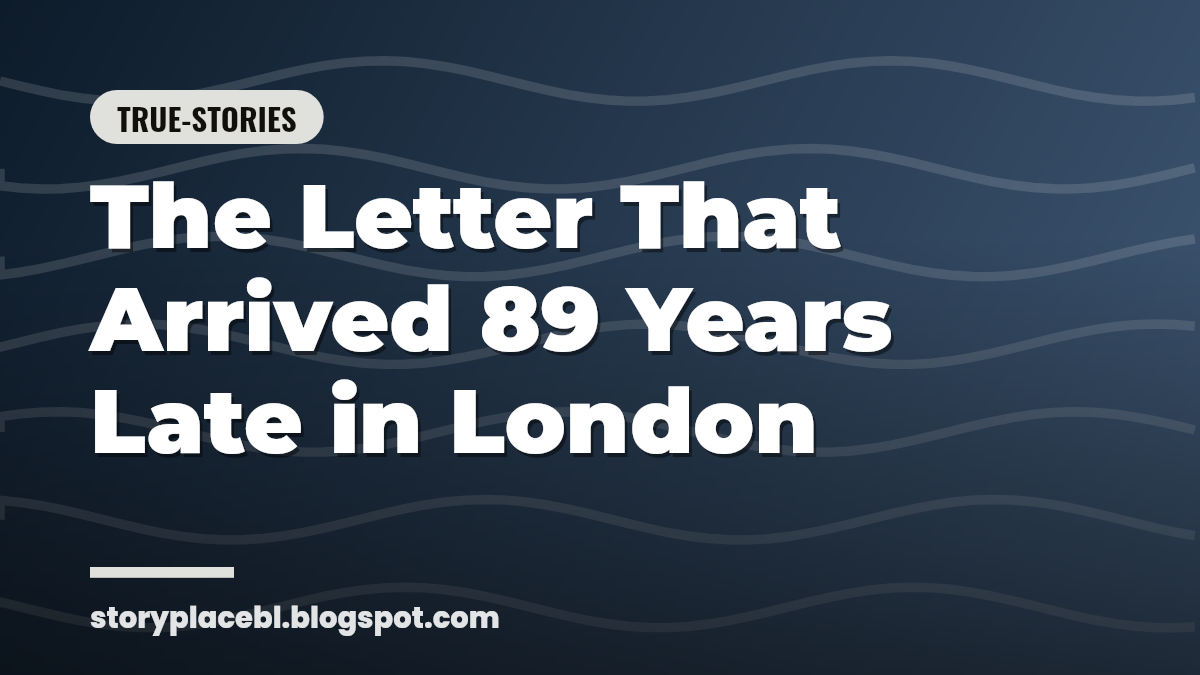 TRUE-STORIES
The Letter That
Arrived 89 Years
Late in London
storyplacebl.blogspot.com